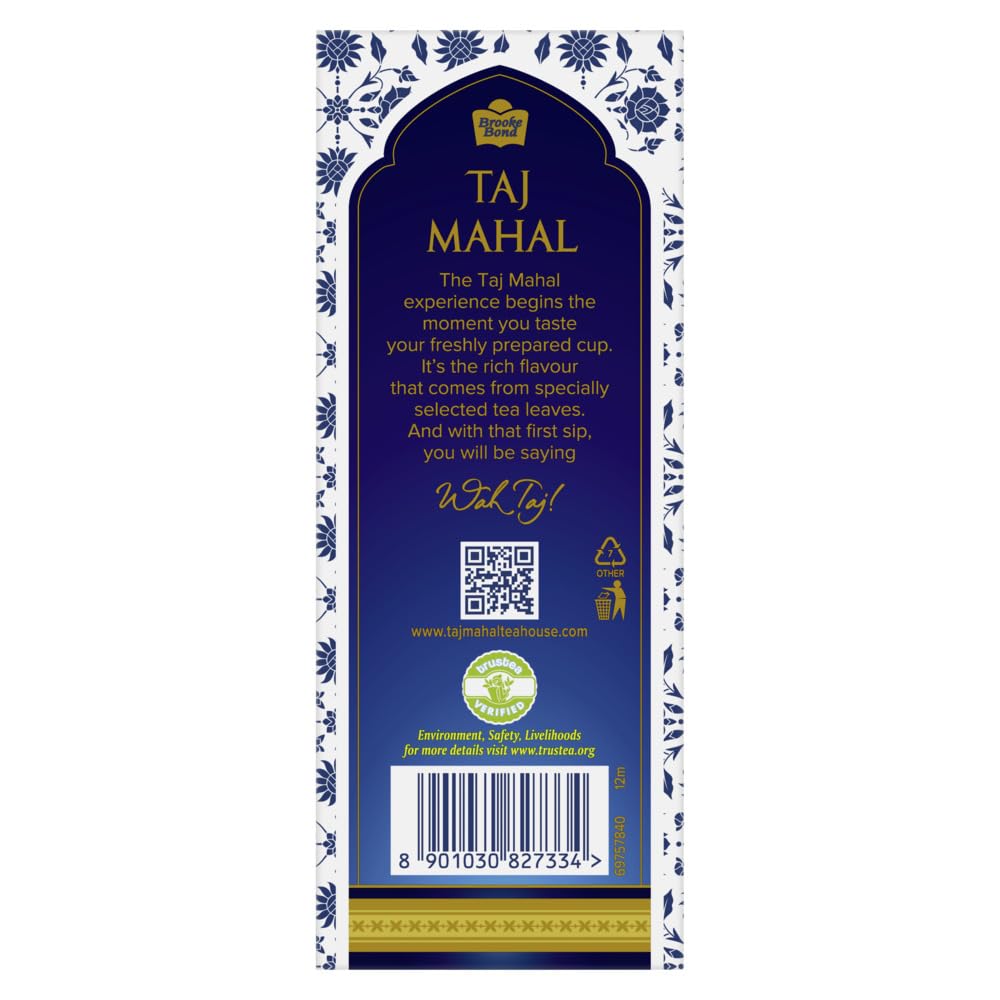 Brooke
Bond
TAJ
MAHAL
The Taj Mahal
experience begins the
moment you taste
your freshly prepared cup.
It's the rich flavour
that comes from specially
selected tea leaves.
And with that first sip,
you will be saying
Wah Taj!
7
OTHER
www.tajmahalteahouse.com
trustea
VERIFIED
Environment, Safety, Livelihoods
for more details visit www.trustea.org
12m
69757840
8 901030 827334 >